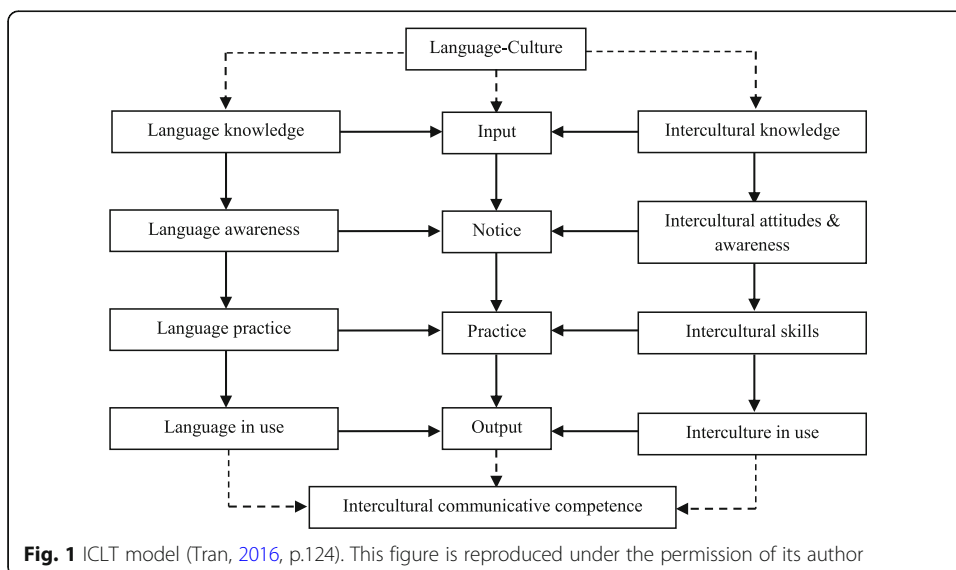 Language-Culture
Language knowledge
Input
Intercultural knowledge
Language awareness
Notice
Intercultural attitudes &
awareness
Language practice
Practice
Intercultural skills
Language in use
Output
Interculture in use
Intercultural communicative competence
Fig. 1 ICLT model (Tran, 2016, p.124). This figure is reproduced under the permission of its author